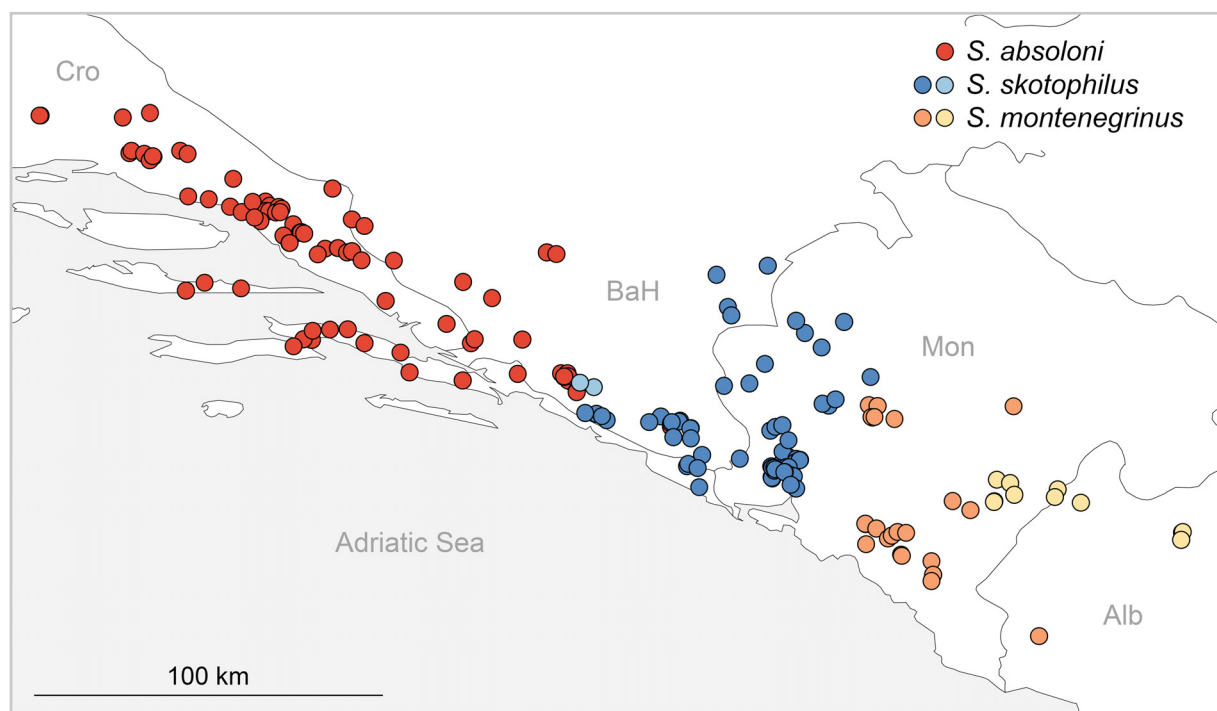 Cro
S. absoloni
S. skotophilus
S. montenegrinus
BaH
Mon
Adriatic Sea
Alb
100 km